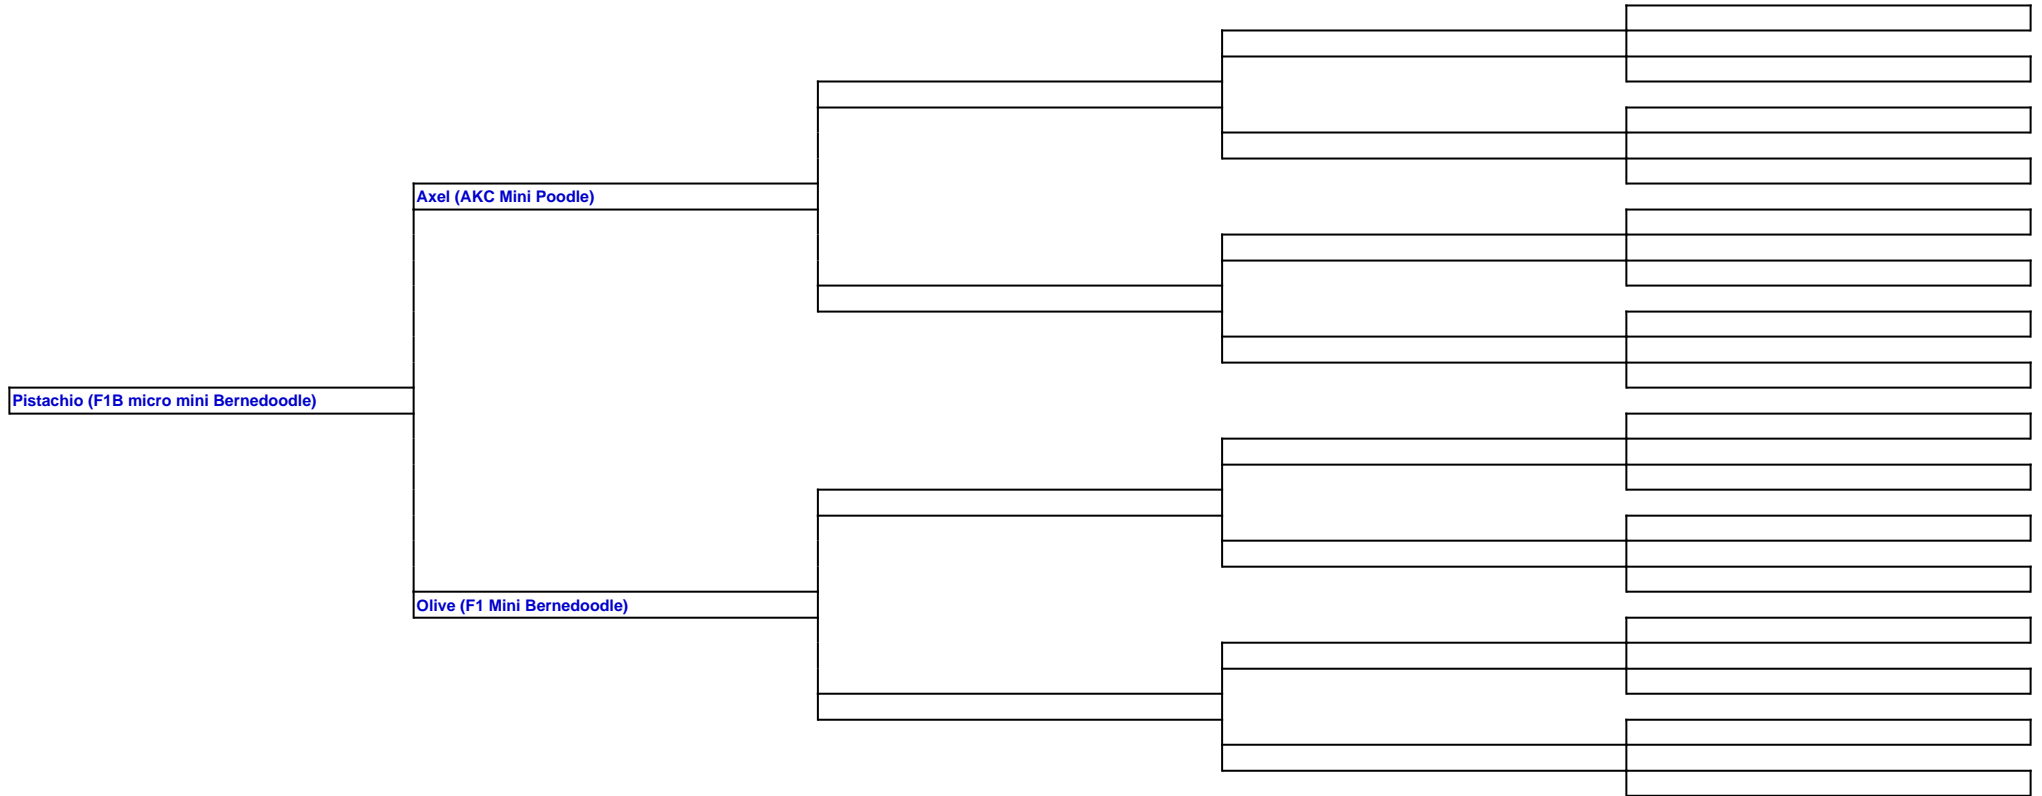 Axel (AKC Mini Poodle)
Pistachio (F1B micro mini Bernedoodle)
Olive (F1 Mini Bernedoodle)